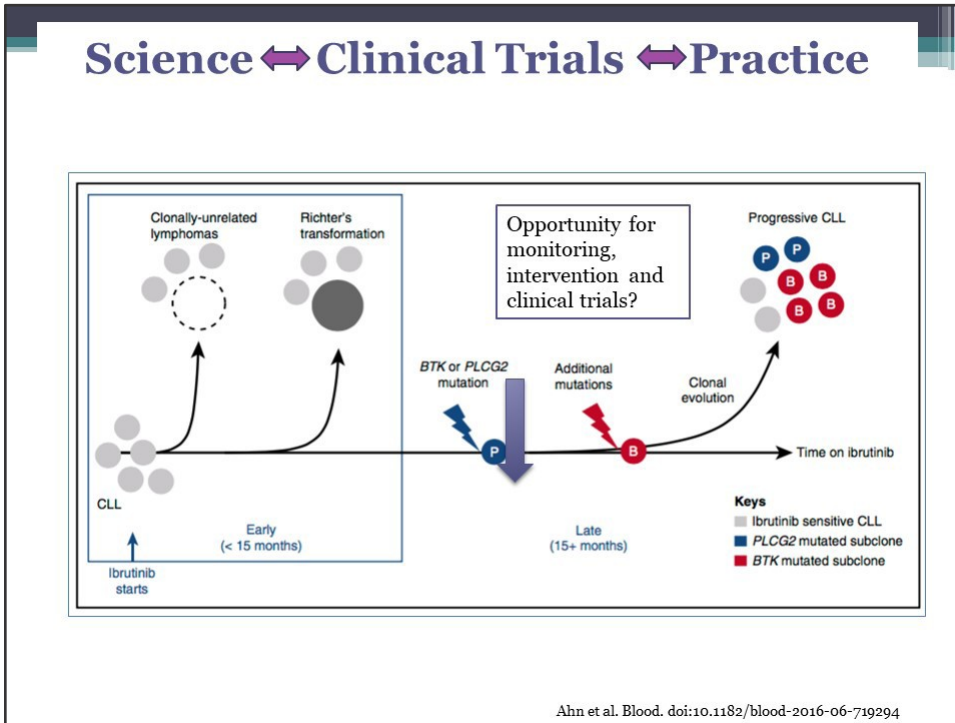 Science Clinical Trials Practice
Clonally-unrelated
lymphomas
Richter's
transformation
Opportunity for
monitoring,
intervention and
clinical trials?
Progressive CLL
P
P
B
B
B
B
BTK or PLCG2
mutation
Additional
mutations
Clonal
evolution
P
B
Time on ibrutinib
CLL
Early
(< 15 months)
Late
(15+ months)
Ibrutinib
starts
Keys
Ibrutinib sensitive CLL
PLCG2 mutated subclone
BTK mutated subclone
Ahn et al. Blood. doi:10.1182/blood-2016-06-719294